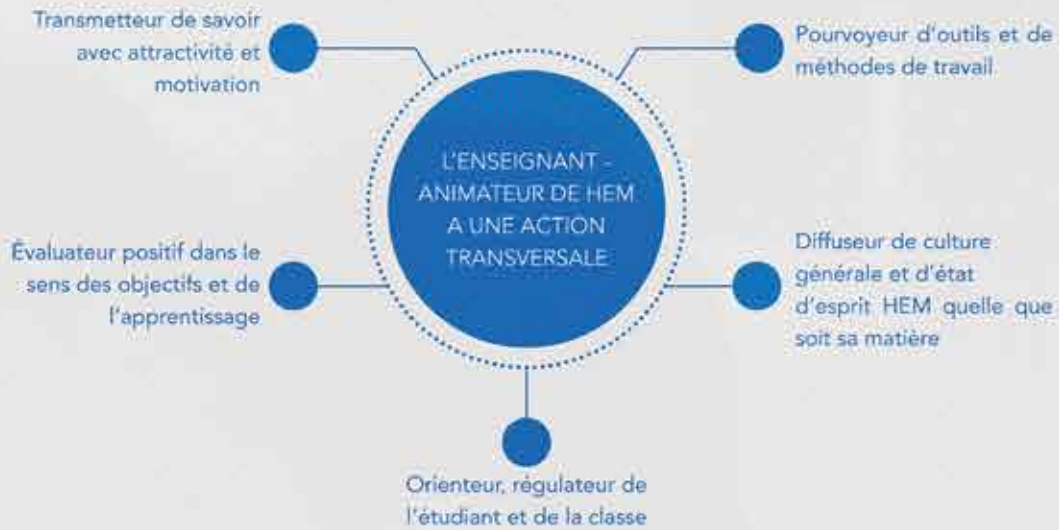 Transmetteur de savoir
avec attractivité et
motivation
Pourvoyeur d'outils et de
méthodes de travail
L'ENSEIGNANT -
ANIMATEUR DE HEM
A UNE ACTION
TRANSVERSALE
Évaluateur positif dans le
sens des objectifs et de
l'apprentissage
Diffuseur de culture
générale et d'état
d'esprit HEM quelle que
soit sa matière
Orienteur, régulateur de
l'étudiant et de la classe